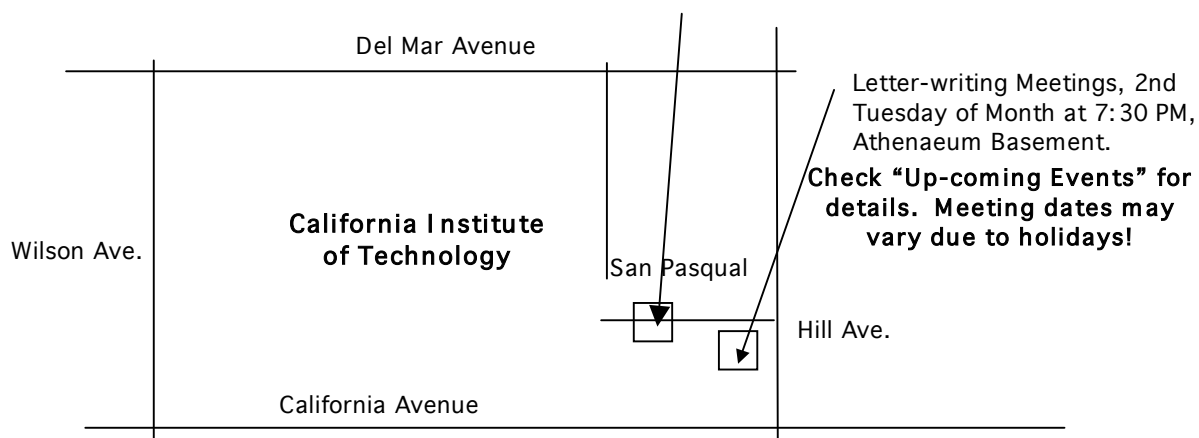 Del Mar Avenue
Letter-writing Meetings, 2nd
Tuesday of Month at 7:30 PM,
Athenaeum Basement.
Check “Up-coming Events” for
details. Meeting dates may
vary due to holidays!
California Institute
of Technology
Wilson Ave.
San Pasqual
Hill Ave.
California Avenue